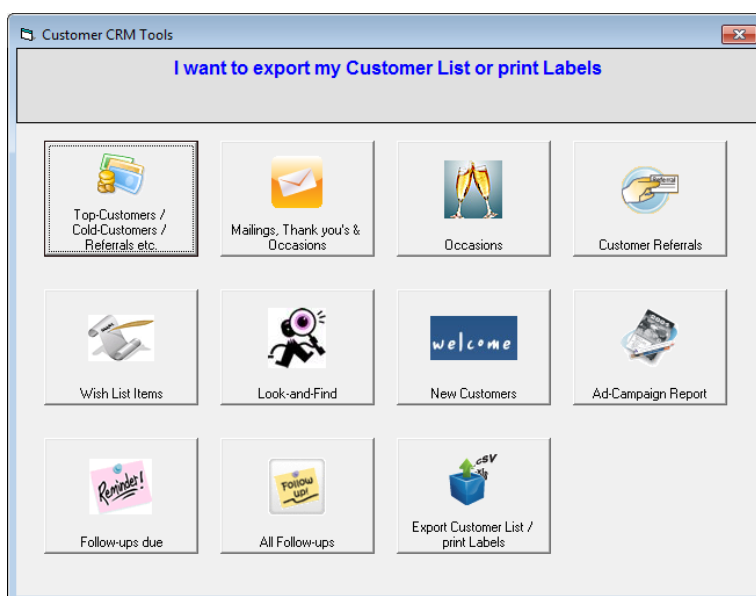 Customer CRM Tools
I want to export my Customer List or print Labels
Top-Customers /
Cold-Customers /
Referrals etc.
Mailings, Thank you's &
Occasions
Occasions
Referral
Customer Referrals
Wish List Items
Look-and-Find
welcome
New Customers
Ad-Campaign Report
Reminder!
Follow-ups due
Follow
up!
All Follow-ups
CSV
Export Customer List /
print Labels